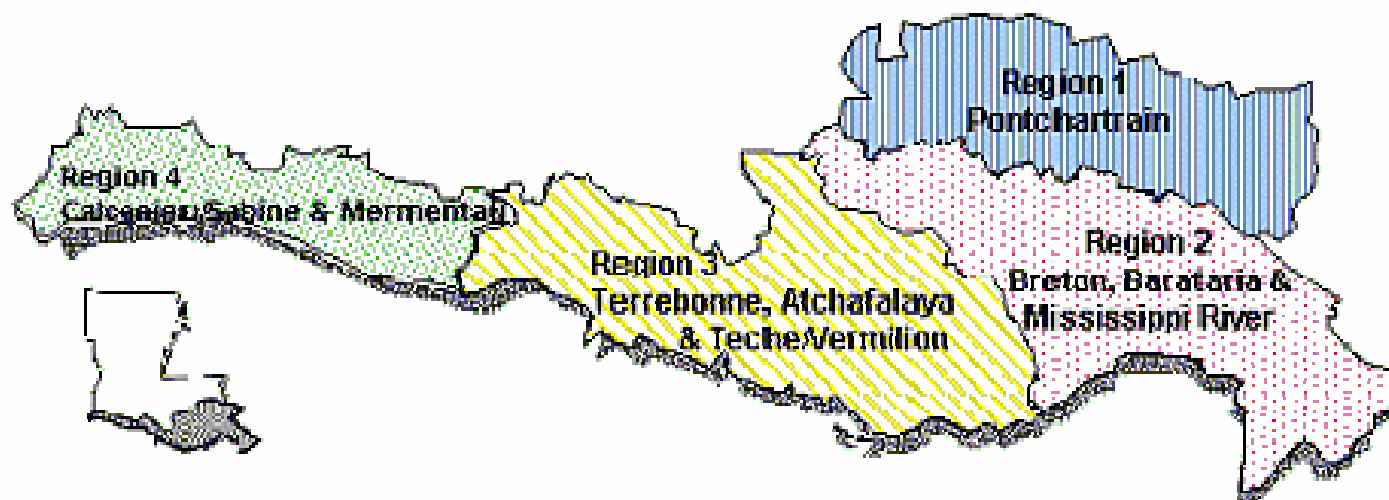 Region 1
Pontchartrain
Region 4
Calcasieu/Sabine & Mermentau
Region 2
Breton, Barataria &
Mississippi River
Region 3
Terrebonne, Atchafalaya
& Teche/Vermilion